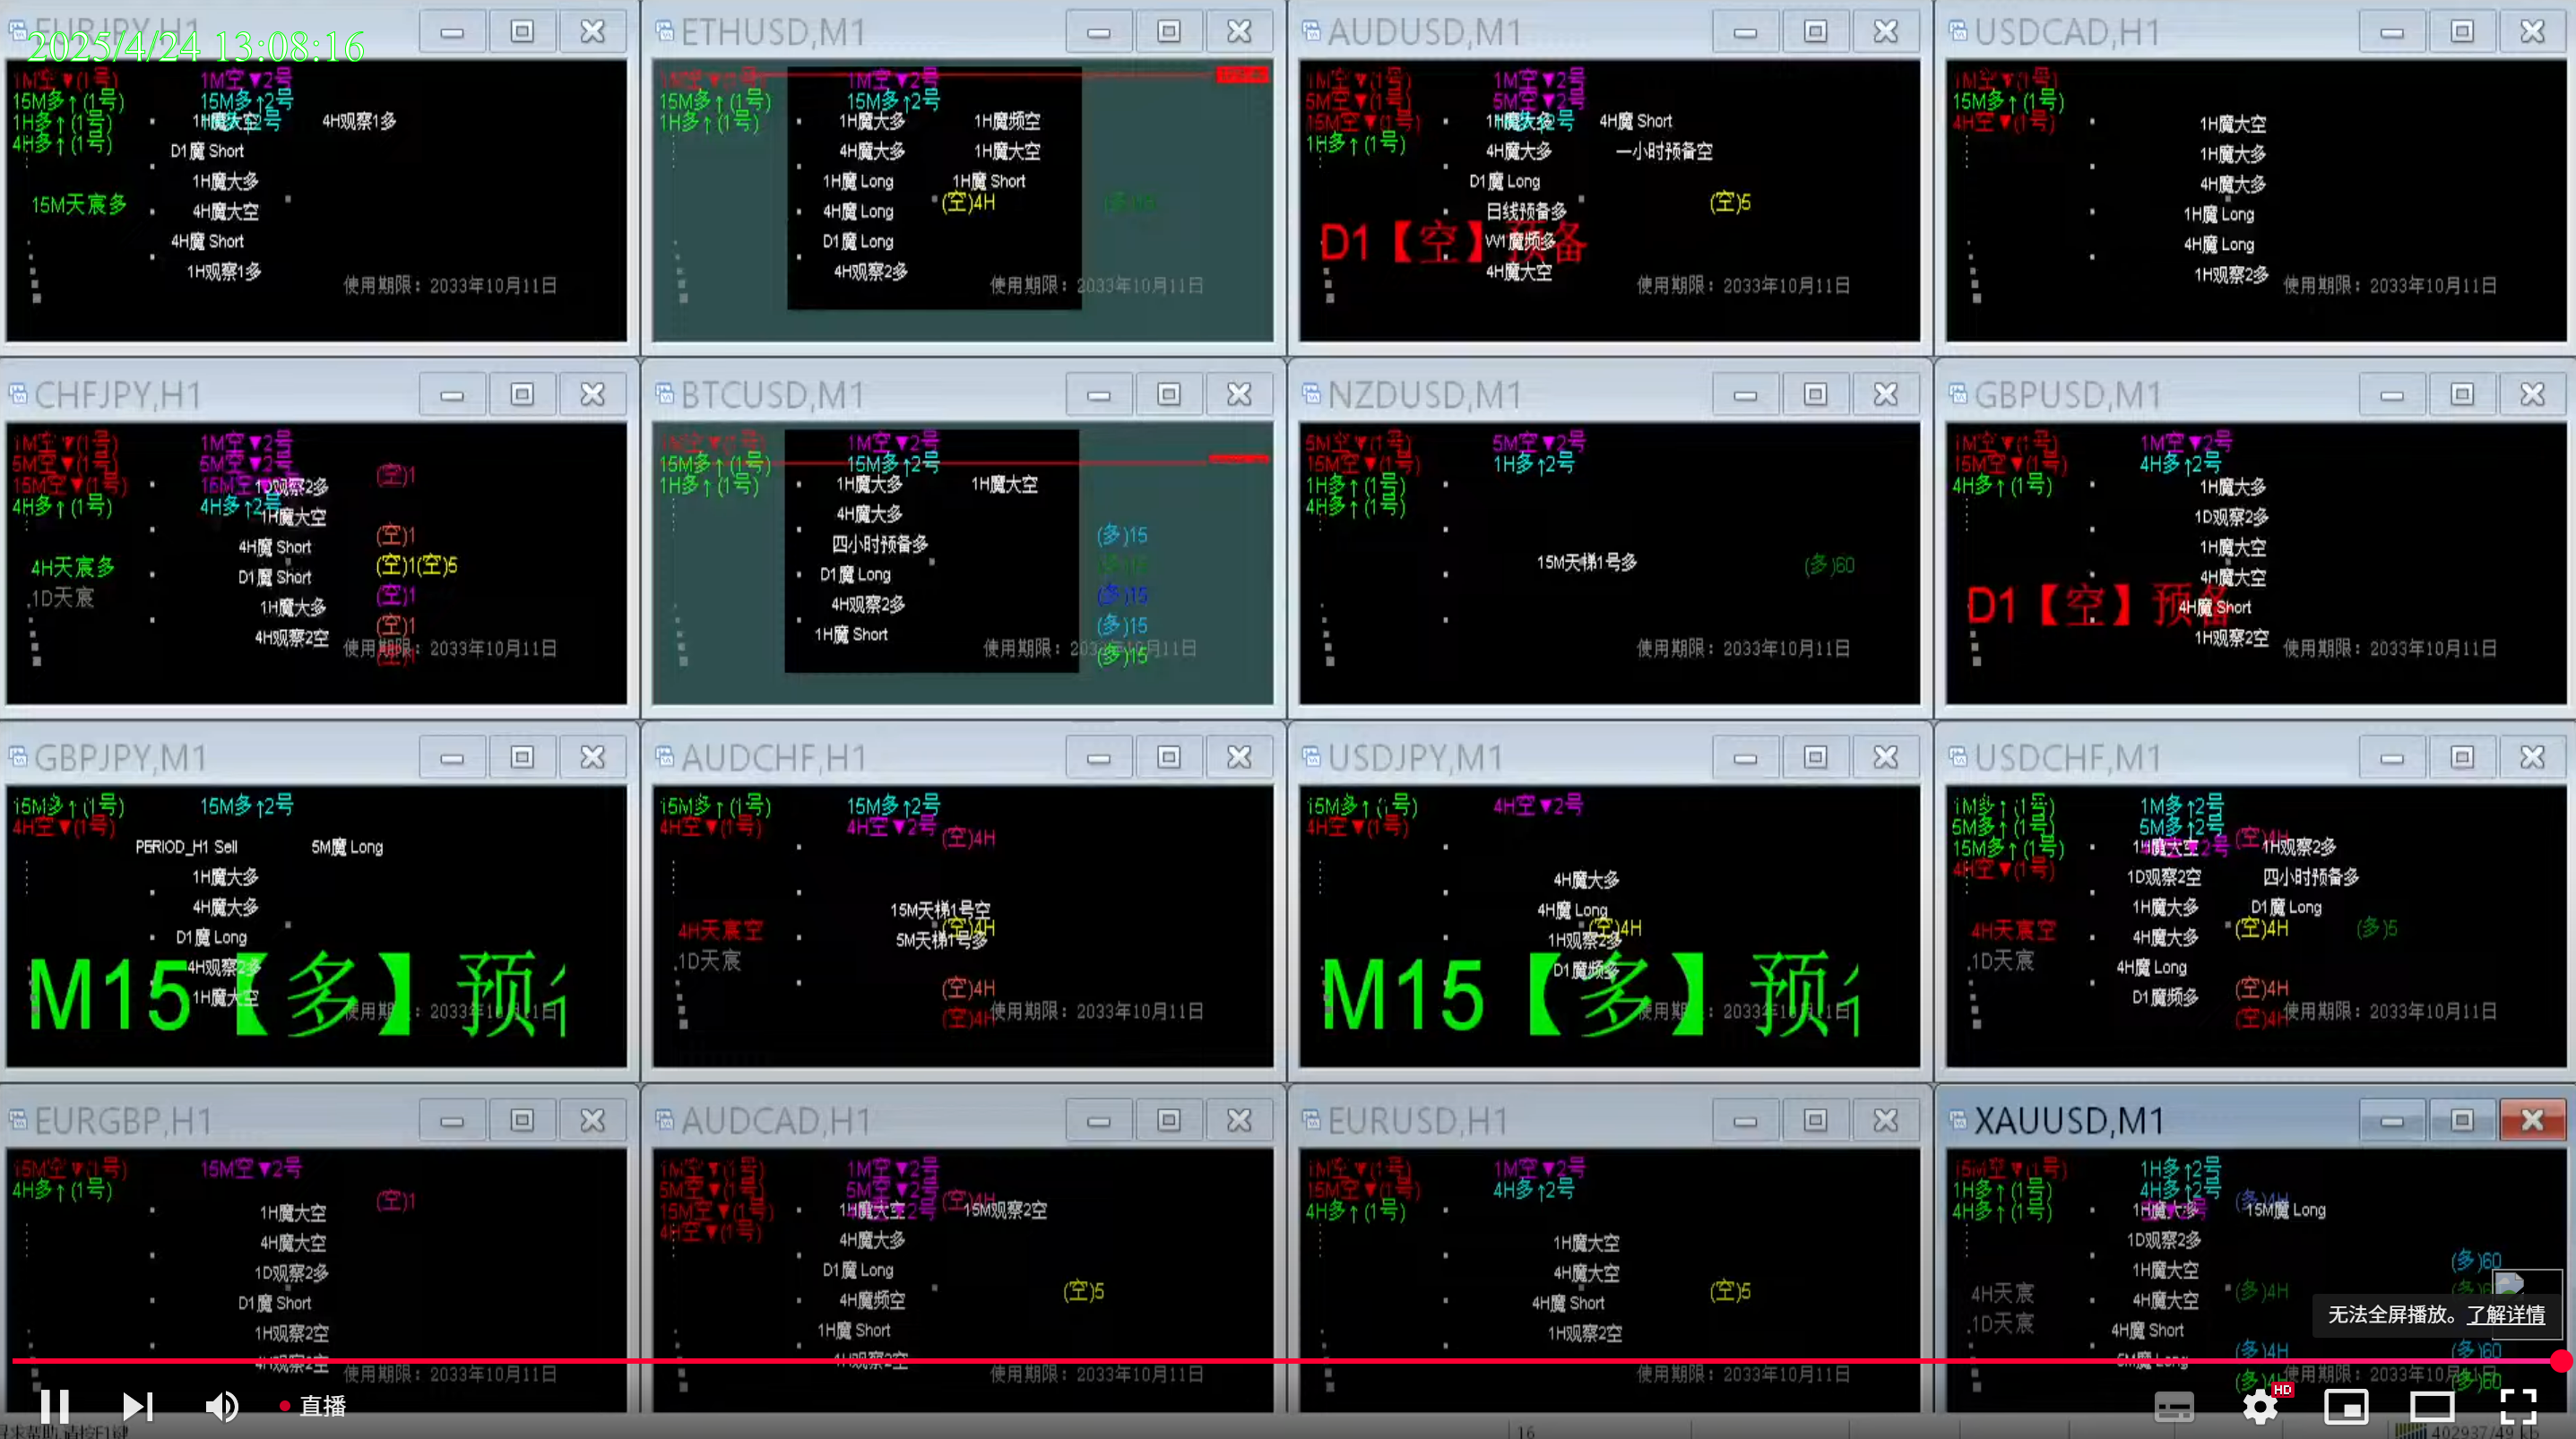 EURJPY,H1
2025/4/24 13:08:16
1M空▼(1号) 1M空▼2号
15M多↑(1号) 15M多↑2号
1H多↑(1号) 1H魔大空 4H观察1多
4H多↑(1号) D1魔 Short
1H魔大多
15M天宸多 4H魔大空
4H魔 Short
1H观察1多
使用期限：2033年10月11日
ETHUSD,M1
1M空▼(1号) 1M空▼2号
15M多↑(1号) 15M多↑2号
1H多↑(1号) 1H魔大多 1H魔频空
4H魔大多 1H魔大空
1H魔 Long 1H魔 Short
4H魔 Long (空)4H
D1魔 Long
4H观察2多
使用期限：2033年10月11日
AUDUSD,M1
1M空▼(1号) 1M空▼2号
5M空▼(1号) 5M空▼2号
15M空▼(1号) 1H魔大多 4H魔 Short
1H多↑(1号) 4H魔大多 一小时预备空
D1魔 Long
日线预备多 (空)5
D1【空】预备 W1魔频多
4H魔大空
使用期限：2033年10月11日
USDCAD,H1
1M空▼(1号)
15M多↑(1号)
4H空▼(1号) 1H魔大空
1H魔大多
4H魔大多
1H魔 Long
4H魔 Long
1H观察2多
使用期限：2033年10月11日
CHFJPY,H1
1M空▼(1号) 1M空▼2号
5M空▼(1号) 5M空▼2号 (空)1
15M空▼(1号) 15M空 1D观察2多
4H多↑(1号) 4H多↑2号 1H魔大空
(空)1
4H魔 Short
4H天宸多 D1魔 Short (空)1(空)5
1D天宸 1H魔大多 (空)1
4H观察2空 (空)1
使用期限：2033年10月11日
BTCUSD,M1
1M空▼(1号) 1M空▼2号
15M多↑(1号) 15M多↑2号
1H多↑(1号) 1H魔大多 1H魔大空
4H魔大多
四小时预备多 (多)15
D1魔 Long
4H观察2多 (多)15
1H魔 Short (多)15
使用期限：2033年10月11日 (多)15
NZDUSD,M1
5M空▼(1号) 5M空▼2号
15M空▼(1号) 1H多↑2号
1H多↑(1号)
4H多↑(1号)
15M天梯1号多 (多)60
使用期限：2033年10月11日
GBPUSD,M1
1M空▼(1号) 1M空▼2号
15M空▼(1号) 4H多↑2号
4H多↑(1号) 1H魔大多
1D观察2多
1H魔大空
4H魔大空
D1【空】预备 4H魔 Short
1H观察2空
使用期限：2033年10月11日
GBPJPY,M1
15M多↑(1号) 15M多↑2号
4H空▼(1号)
PERIOD_H1 Sell 5M魔 Long
1H魔大多
4H魔大多
D1魔 Long
4H观察2多
1H魔大空
M15【多】预
使用期限：2033年10月11日
AUDCHF,H1
15M多↑(1号) 15M多↑2号
4H空▼(1号) 4H空▼2号 (空)4H
15M天梯1号空
4H天宸空 (空)4H
5M天梯1号多
1D天宸
(空)4H
(空)4H 使用期限：2033年10月11日
USDJPY,M1
15M多↑(1号) 4H空▼2号
4H空▼(1号)
4H魔大多
4H魔 Long
(空)4H
1H观察2多
D1魔频多
M15【多】预
使用期限：2033年10月11日
USDCHF,M1
1M多↑(1号) 1M多↑2号
5M多↑(1号) 5M多↑2号 (空)4H
15M多↑(1号) 1H魔大空 1H观察2多
4H空▼(1号) 1D观察2空 四小时预备多
1H魔大多 D1魔 Long
4H天宸空 4H魔大多 (空)4H (多)5
1D天宸 4H魔 Long
D1魔频多 (空)4H
(空)4H 使用期限：2033年10月11日
EURGBP,H1
15M空▼(1号) 15M空▼2号
4H多↑(1号) (空)1
1H魔大空
4H魔大空
1D观察2多
D1魔 Short
1H观察2空
4H观察2空
使用期限：2033年10月11日
AUDCAD,H1
1M空▼(1号) 1M空▼2号
5M空▼(1号) 5M空▼2号 (空)4H
15M空▼(1号) 1H魔大空 15M观察2空
4H空▼(1号) 4H魔大多
D1魔 Long
4H魔频空 (空)5
1H魔 Short
1H观察2空
使用期限：2033年10月11日
EURUSD,H1
1M空▼(1号) 1M空▼2号
15M空▼(1号) 4H多↑2号
4H多↑(1号)
1H魔大空
4H魔大空
4H魔 Short (空)5
1H观察2空
使用期限：2033年10月11日
XAUUSD,M1
15M空▼(1号) 1H多↑2号
1H多↑(1号) 4H多↑2号 (多)4H
4H多↑(1号) 1H魔大多 15M魔 Long
1D观察2多
1H魔大空 (多)60
4H天宸 4H魔大空 (多)4H
1D天宸 4H魔 Short
5M魔 Long (多)4H (多)60
使用期限：2033年10月11日
(多)60
无法全屏播放。了解详情
直播
HD
16